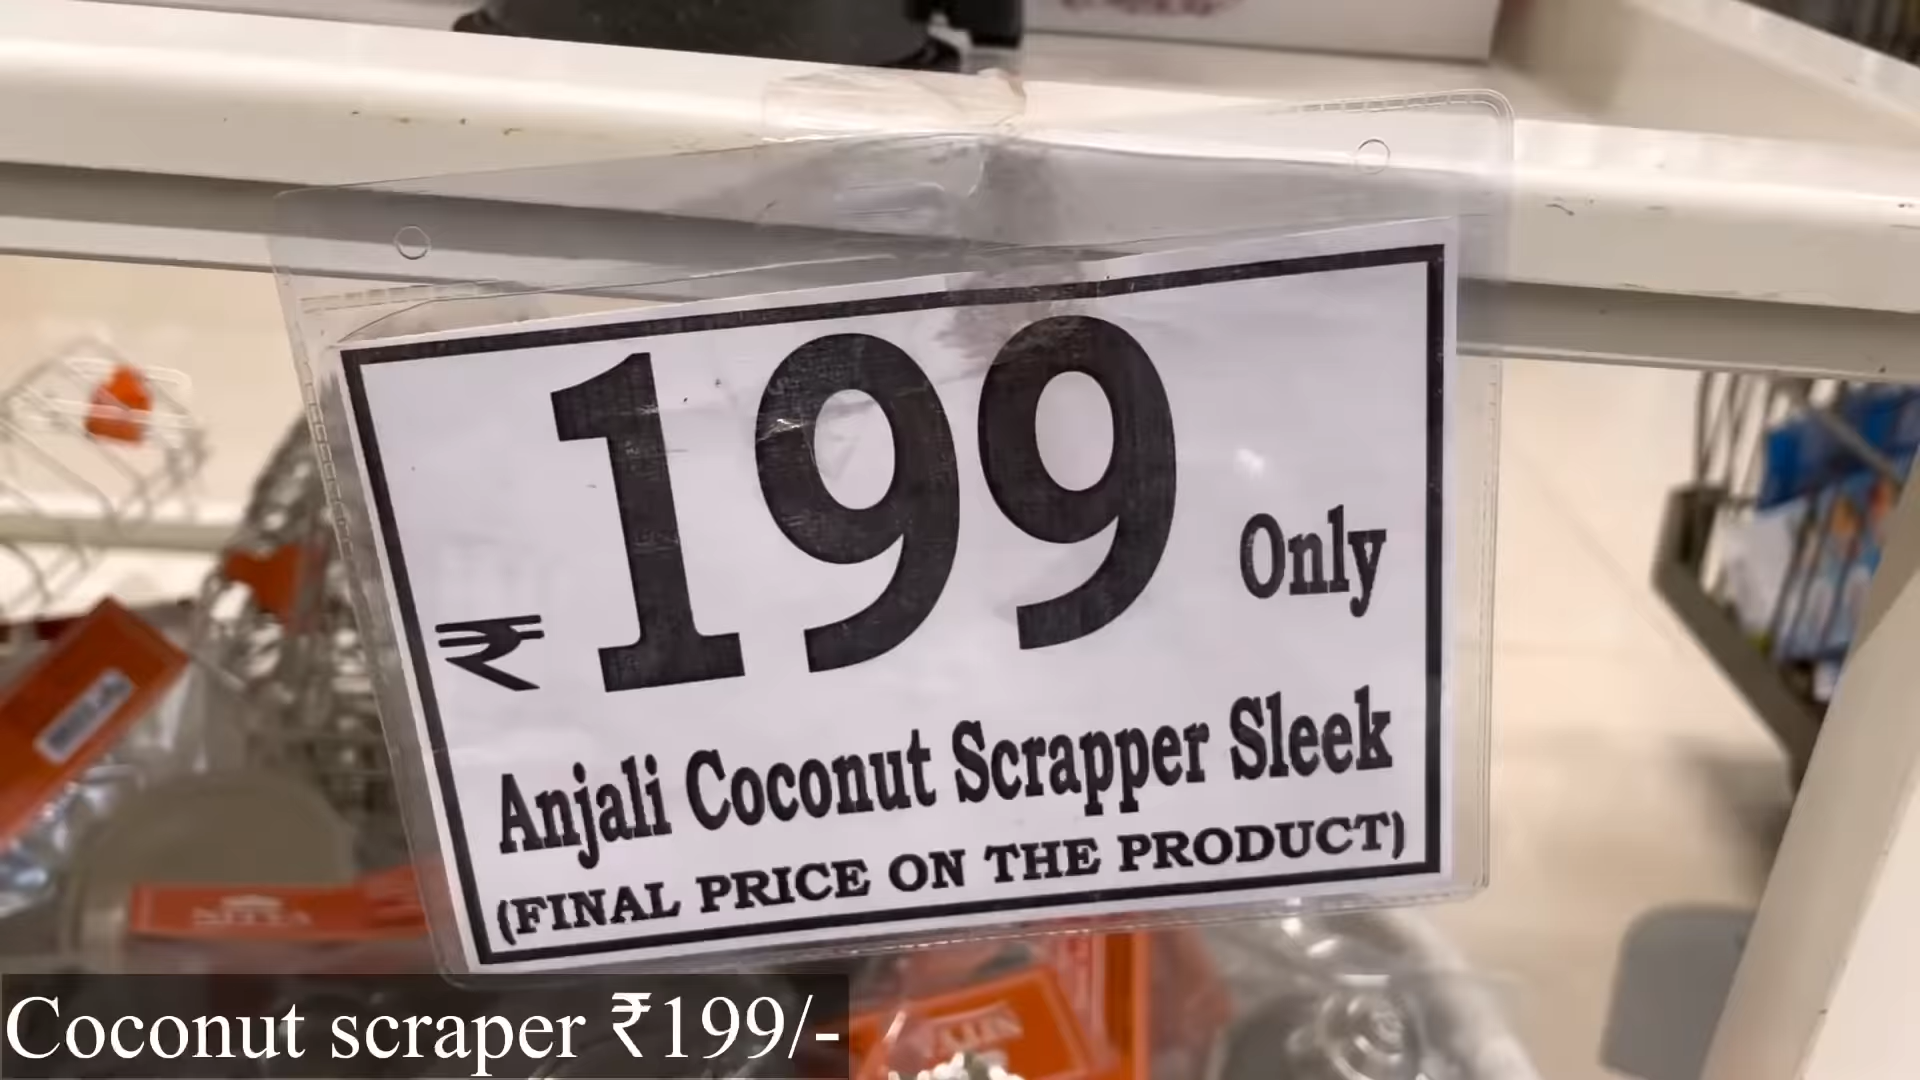 ₹ 199 Only
Anjali Coconut Scrapper Sleek
(FINAL PRICE ON THE PRODUCT)
Coconut scraper ₹199/-